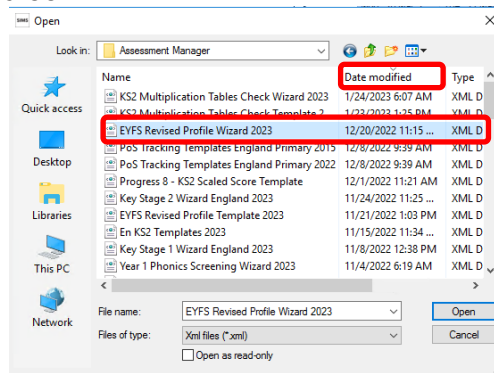 SIMS Open
Look in: Assessment Manager
Name Date modified Type
KS2 Multiplication Tables Check Wizard 2023 1/24/2023 6:07 AM XML D
KS2 Multiplication Tables Check Template 2 1/23/2023 1:25 PM XML D
EYFS Revised Profile Wizard 2023 12/20/2022 11:15 ... XML D
PoS Tracking Templates England Primary 2015 12/8/2022 9:39 AM XML D
PoS Tracking Templates England Primary 2022 12/8/2022 9:39 AM XML D
Progress 8 - KS2 Scaled Score Template 12/1/2022 11:21 AM XML D
Key Stage 2 Wizard England 2023 11/24/2022 11:25 ... XML D
EYFS Revised Profile Template 2023 11/21/2022 1:03 PM XML D
En KS2 Templates 2023 11/15/2022 11:34 ... XML D
Key Stage 1 Wizard England 2023 11/8/2022 12:38 PM XML D
Year 1 Phonics Screening Wizard 2023 11/4/2022 6:19 AM XML D
Quick access
Desktop
Libraries
This PC
Network
File name: EYFS Revised Profile Wizard 2023 Open
Files of type: Xml files (*.xml) Cancel
Open as read-only